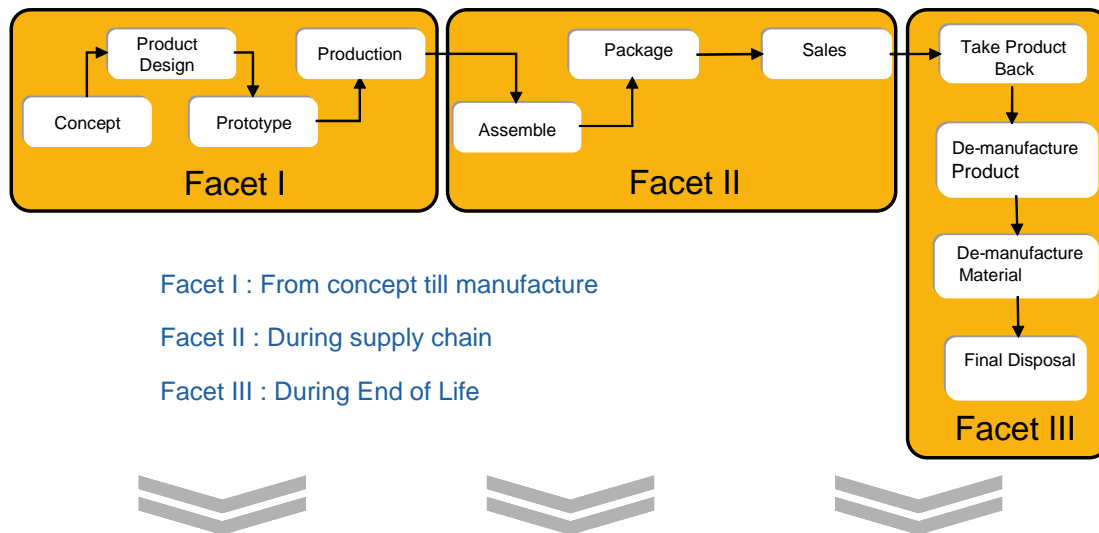 Product
Design
Concept
Prototype
Production
Facet I
Assemble
Package
Sales
Facet II
Take Product
Back
De-manufacture
Product
De-manufacture
Material
Final Disposal
Facet III
Facet I : From concept till manufacture
Facet II : During supply chain
Facet III : During End of Life